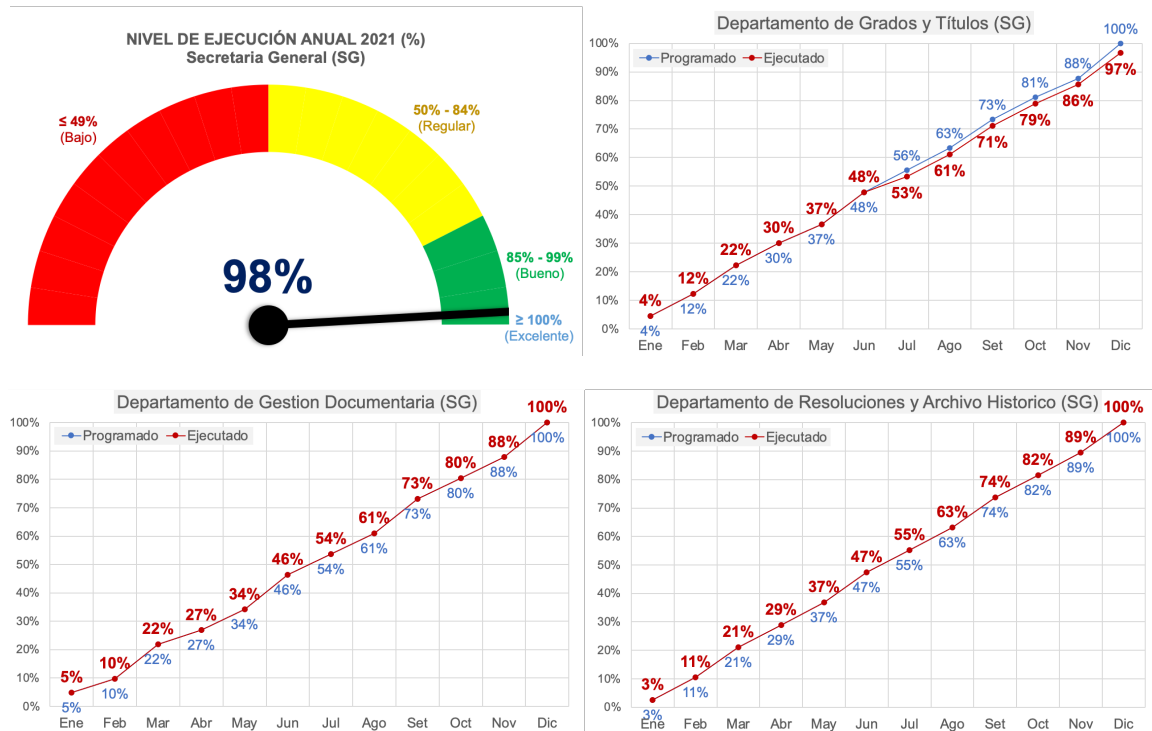 NIVEL DE EJECUCIÓN ANUAL 2021 (%)
Secretaria General (SG)
≤ 49%
(Bajo)
50% - 84%
(Regular)
85% - 99%
(Bueno)
≥ 100%
(Excelente)
98%
Departamento de Grados y Títulos (SG)
Programado Ejecutado
100%
90%
80%
70%
60%
50%
40%
30%
20%
10%
0%
4% 12% 22% 30% 37% 48% 56% 63% 73% 81% 88% 100%
4% 12% 22% 30% 37% 48% 53% 61% 71% 79% 86% 97%
Ene Feb Mar Abr May Jun Jul Ago Set Oct Nov Dic
Departamento de Gestion Documentaria (SG)
Programado Ejecutado
100%
90%
80%
70%
60%
50%
40%
30%
20%
10%
0%
5% 10% 22% 27% 34% 46% 54% 61% 73% 80% 88% 100%
5% 10% 22% 27% 34% 46% 54% 61% 73% 80% 88% 100%
Ene Feb Mar Abr May Jun Jul Ago Set Oct Nov Dic
Departamento de Resoluciones y Archivo Historico (SG)
Programado Ejecutado
100%
90%
80%
70%
60%
50%
40%
30%
20%
10%
0%
3% 11% 21% 29% 37% 47% 55% 63% 74% 82% 89% 100%
3% 11% 21% 29% 37% 47% 55% 63% 74% 82% 89% 100%
Ene Feb Mar Abr May Jun Jul Ago Set Oct Nov Dic